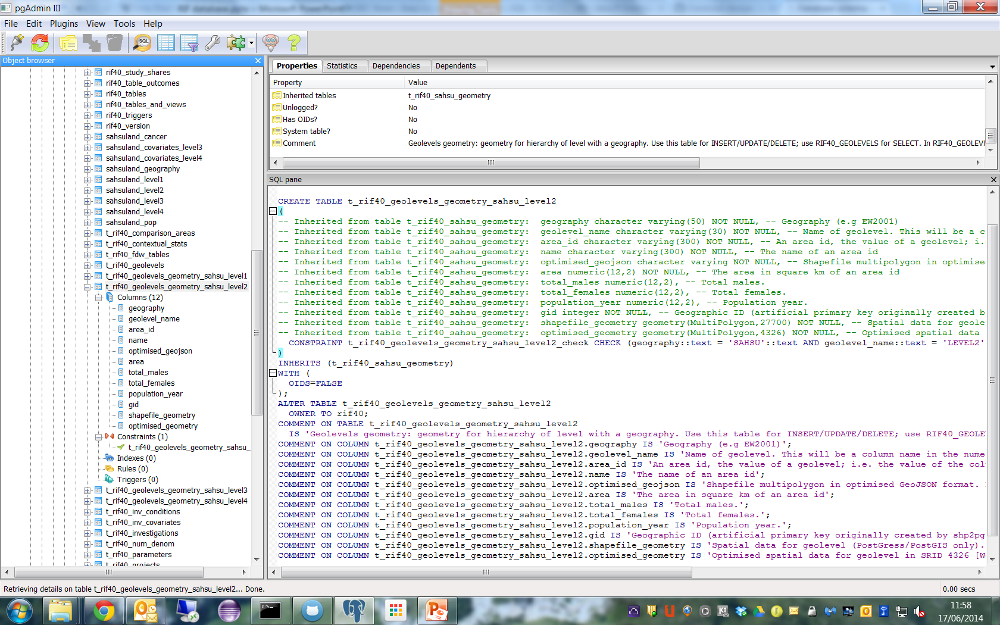 pgAdmin III
File Edit Plugins View Tools Help
SQL
Object browser
rif40_study_shares
rif40_table_outcomes
rif40_tables
rif40_tables_and_views
rif40_triggers
rif40_version
sahsuland_cancer
sahsuland_covariates_level3
sahsuland_covariates_level4
sahsuland_geography
sahsuland_level1
sahsuland_level2
sahsuland_level3
sahsuland_level4
sahsuland_pop
t_rif40_comparison_areas
t_rif40_contextual_stats
t_rif40_fdw_tables
t_rif40_geolevels
t_rif40_geolevels_geometry_sahsu_level1
t_rif40_geolevels_geometry_sahsu_level2
Columns (12)
geography
geolevel_name
area_id
name
optimised_geojson
area
total_males
total_females
population_year
gid
shapefile_geometry
optimised_geometry
Constraints (1)
t_rif40_geolevels_geometry_sahsu_
Indexes (0)
Rules (0)
Triggers (0)
t_rif40_geolevels_geometry_sahsu_level3
t_rif40_geolevels_geometry_sahsu_level4
t_rif40_inv_conditions
t_rif40_inv_covariates
t_rif40_investigations
t_rif40_num_denom
t_rif40_parameters
t_rif40_projects
Properties Statistics Dependencies Dependents
Property Value
Inherited tables t_rif40_sahsu_geometry
Unlogged? No
Has OIDs? No
System table? No
Comment Geolevels geometry: geometry for hierarchy of level with a geography. Use this table for INSERT/UPDATE/DELETE; use RIF40_GEOLEVELS for SELECT. In RIF40_GEOLEV
SQL pane
CREATE TABLE t_rif40_geolevels_geometry_sahsu_level2
(
-- Inherited from table t_rif40_sahsu_geometry:  geography character varying(50) NOT NULL, -- Geography (e.g EW2001)
-- Inherited from table t_rif40_sahsu_geometry:  geolevel_name character varying(30) NOT NULL, -- Name of geolevel. This will be a c
-- Inherited from table t_rif40_sahsu_geometry:  area_id character varying(300) NOT NULL, -- An area id, the value of a geolevel; i.
-- Inherited from table t_rif40_sahsu_geometry:  name character varying(300) NOT NULL, -- The name of an area id
-- Inherited from table t_rif40_sahsu_geometry:  optimised_geojson character varying NOT NULL, -- Shapefile multipolygon in optimise
-- Inherited from table t_rif40_sahsu_geometry:  area numeric(12,2) NOT NULL, -- The area in square km of an area id
-- Inherited from table t_rif40_sahsu_geometry:  total_males numeric(12,2), -- Total males.
-- Inherited from table t_rif40_sahsu_geometry:  total_females numeric(12,2), -- Total females.
-- Inherited from table t_rif40_sahsu_geometry:  population_year numeric(12,2), -- Population year.
-- Inherited from table t_rif40_sahsu_geometry:  gid integer NOT NULL, -- Geographic ID (artificial primary key originally created b
-- Inherited from table t_rif40_sahsu_geometry:  shapefile_geometry geometry(MultiPolygon,27700) NOT NULL, -- Spatial data for geole
-- Inherited from table t_rif40_sahsu_geometry:  optimised_geometry geometry(MultiPolygon,4326) NOT NULL, -- Optimised spatial data
CONSTRAINT t_rif40_geolevels_geometry_sahsu_level2_check CHECK (geography::text = 'SAHSU'::text AND geolevel_name::text = 'LEVEL2'
)
INHERITS (t_rif40_sahsu_geometry)
WITH (
OIDS=FALSE
);
ALTER TABLE t_rif40_geolevels_geometry_sahsu_level2
OWNER TO rif40;
COMMENT ON TABLE t_rif40_geolevels_geometry_sahsu_level2
IS 'Geolevels geometry: geometry for hierarchy of level with a geography. Use this table for INSERT/UPDATE/DELETE; use RIF40_GEOLE
COMMENT ON COLUMN t_rif40_geolevels_geometry_sahsu_level2.geography IS 'Geography (e.g EW2001)';
COMMENT ON COLUMN t_rif40_geolevels_geometry_sahsu_level2.geolevel_name IS 'Name of geolevel. This will be a column name in the nume
COMMENT ON COLUMN t_rif40_geolevels_geometry_sahsu_level2.area_id IS 'An area id, the value of a geolevel; i.e. the value of the col
COMMENT ON COLUMN t_rif40_geolevels_geometry_sahsu_level2.name IS 'The name of an area id';
COMMENT ON COLUMN t_rif40_geolevels_geometry_sahsu_level2.optimised_geojson IS 'Shapefile multipolygon in optimised GeoJSON format.
COMMENT ON COLUMN t_rif40_geolevels_geometry_sahsu_level2.area IS 'The area in square km of an area id';
COMMENT ON COLUMN t_rif40_geolevels_geometry_sahsu_level2.total_males IS 'Total males.';
COMMENT ON COLUMN t_rif40_geolevels_geometry_sahsu_level2.total_females IS 'Total females.';
COMMENT ON COLUMN t_rif40_geolevels_geometry_sahsu_level2.population_year IS 'Population year.';
COMMENT ON COLUMN t_rif40_geolevels_geometry_sahsu_level2.gid IS 'Geographic ID (artificial primary key originally created by shp2pg
COMMENT ON COLUMN t_rif40_geolevels_geometry_sahsu_level2.shapefile_geometry IS 'Spatial data for geolevel (PostGress/PostGIS only).
COMMENT ON COLUMN t_rif40_geolevels_geometry_sahsu_level2.optimised_geometry IS 'Optimised spatial data for geolevel in SRID 4326 [W
Retrieving details on table t_rif40_geolevels_geometry_sahsu_level2... Done.
0.00 secs
11:58
17/06/2014